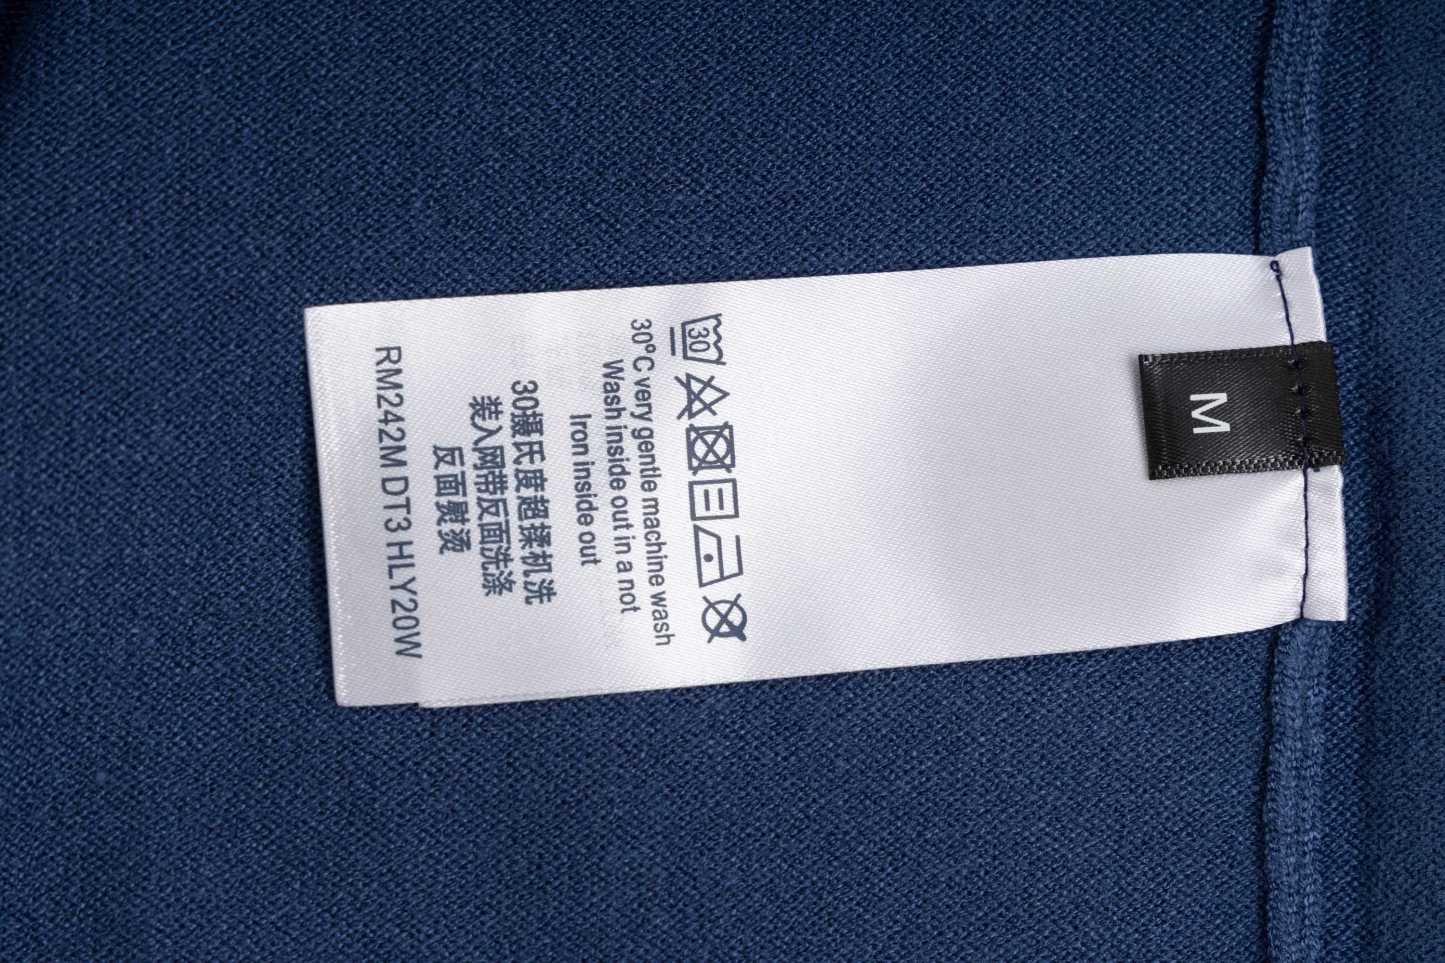 M
30
30°C very gentle machine wash
Wash inside out in a not
Iron inside out
30摄氏度超揉机洗
装入网带反面洗涤
反面熨烫
RM242M DT3 HLY20W